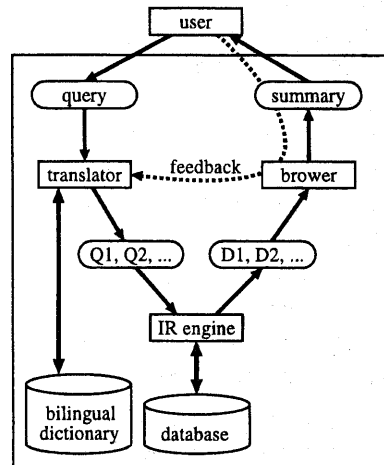 user
query
summary
feedback
translator
brower
Q1, Q2, ...
D1, D2, ...
IR engine
bilingual
dictionary
database